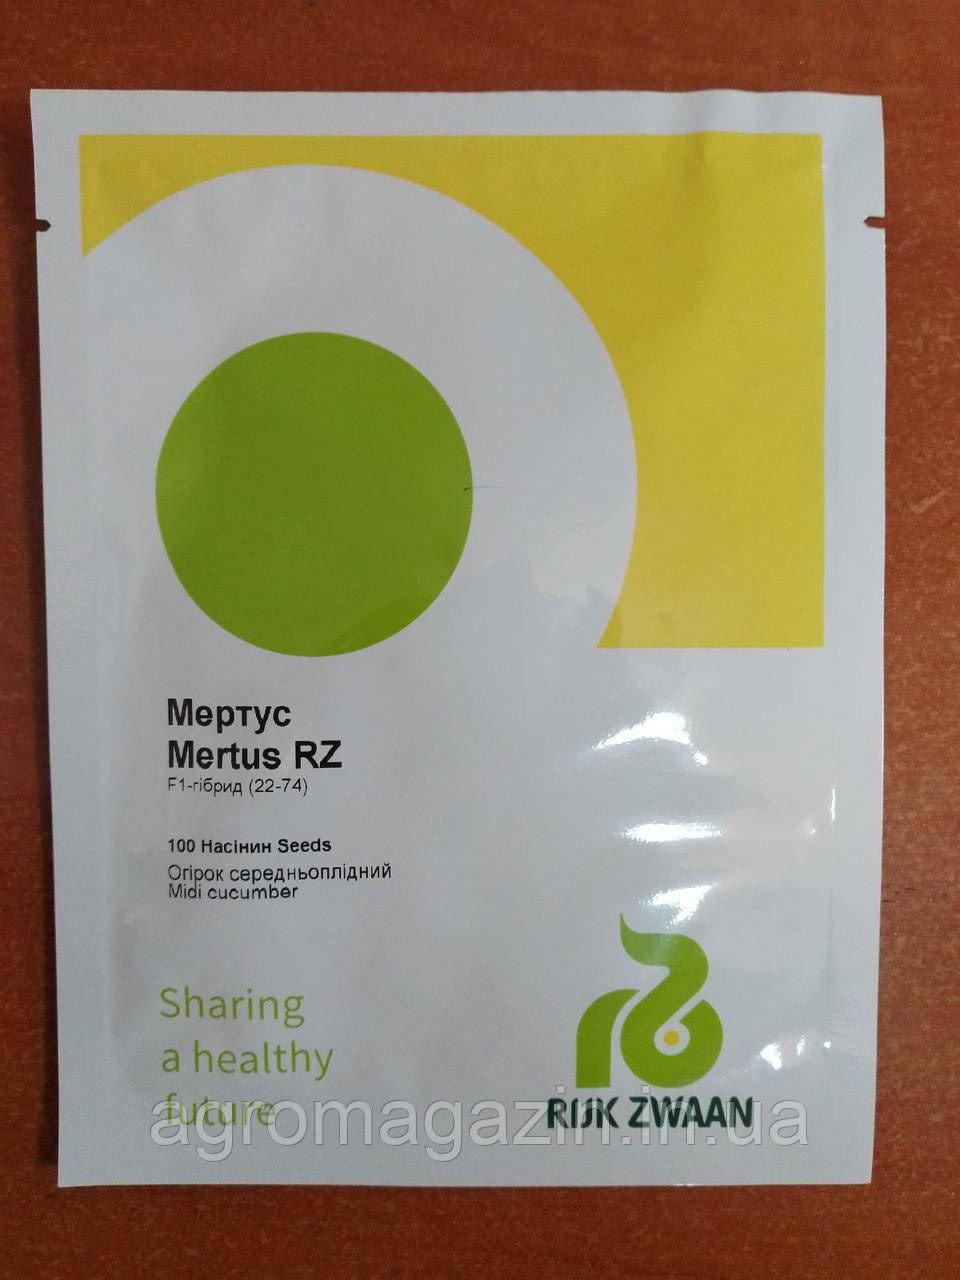 Мертус
Mertus RZ
F1-гібрид (22-74)
100 Насінин Seeds
Огірок середньоплідний
Midi cucumber
Sharing
a healthy
future
RIJK ZWAAN
agromagazin.in.ua